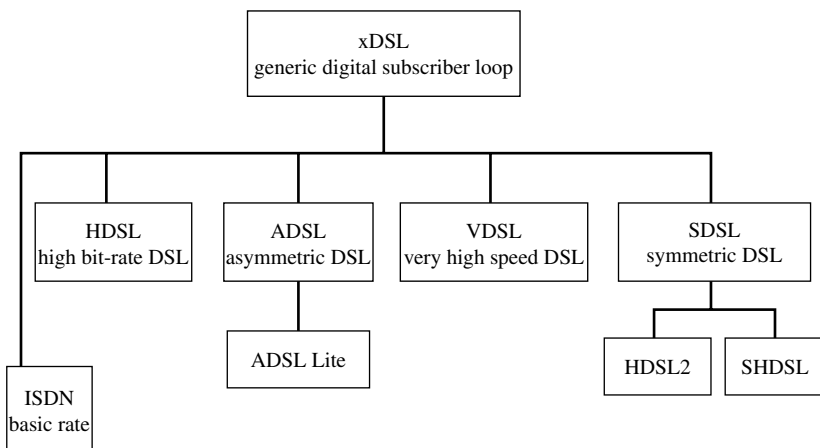 xDSL
generic digital subscriber loop
HDSL
high bit-rate DSL
ADSL
asymmetric DSL
VDSL
very high speed DSL
SDSL
symmetric DSL
ADSL Lite
HDSL2
SHDSL
ISDN
basic rate